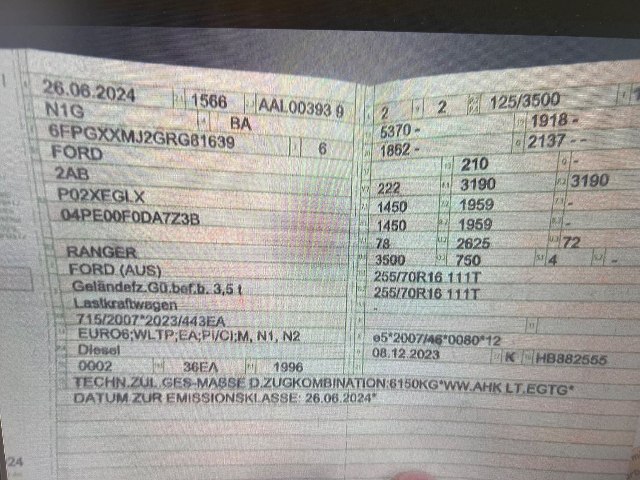 26.06.2024 1566 AAL00393 9
N1G BA
6FPGXXMJ2GRG61639 6
FORD
2AB
P02XEGLX
04PE00F0DA7Z3B
RANGER
FORD (AUS)
Geländefz.Gü.bef.b. 3,5 t
Lastkraftwagen
715/2007*2023/443EA
EURO6;WLTP;EA;PI/CI;M, N1, N2
Diesel
0002 36EA 1996
2 2 125/3500
5370 - 1918 -
1862 - 2137 - -
210 -
222 3190 3190
1450 1959 -
1450 1959 -
78 2625 72
3500 750 4 -
255/70R16 111T
255/70R16 111T
-
e5*2007/46*0080*12
08.12.2023 K HB882555
TECHN.ZUL.GES-MASSE D.ZUGKOMBINATION:6150KG*WW.AHK LT.EGTG*
DATUM ZUR EMISSIONSKLASSE: 26.06.2024*
24